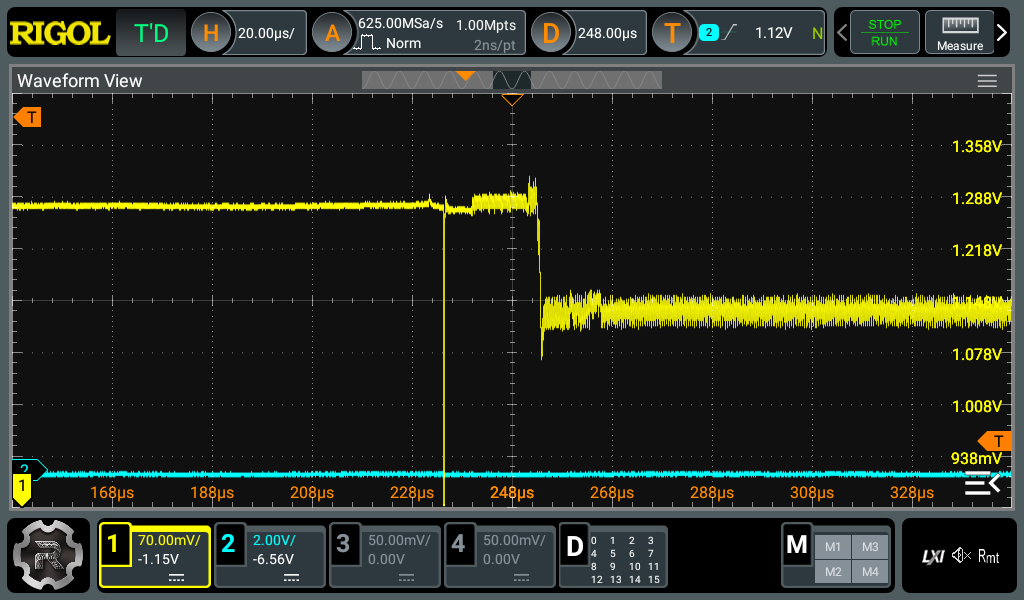 RIGOL T'D H 20.00μs/ A 625.00MSa/s 1.00Mpts D 248.00μs T 2 1.12V N STOP
RUN Measure
Norm 2ns/pt
Waveform View
T
1.358V
1.288V
1.218V
1.078V
1.008V
T
938mV
2
1
168μs 188μs 208μs 228μs 248μs 268μs 288μs 308μs 328μs
1 70.00mV/
-1.15V
2 2.00V/
-6.56V
3 50.00mV/
0.00V
4 50.00mV/
0.00V
D 0 1 2 3
4 5 6 7
8 9 10 11
12 13 14 15
M M1 M3
M2 M4
LXI Rmt